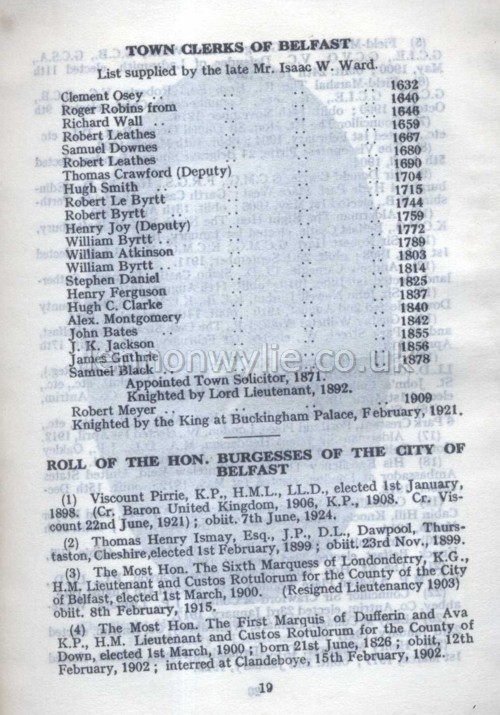 TOWN CLERKS OF BELFAST
List supplied by the late Mr. Isaac W. Ward.
Clement Osey . . . . . . 1632
Roger Robins from . . . . 1640
Richard Wall . . . . . . 1646
Robert Leathes . . . . 1659
Samuel Downes . . . . 1667
Robert Leathes . . . . 1680
Thomas Crawford (Deputy) . . 1690
Hugh Smith . . . . . . 1704
Robert Le Byrtt . . . . 1715
Robert Byrtt . . . . 1744
Henry Joy (Deputy) . . . . 1759
William Byrtt . . . . . . 1772
William Atkinson . . . . 1789
William Byrtt . . . . . . 1803
Stephen Daniel . . . . 1814
Henry Ferguson . . . . 1825
Hugh C. Clarke . . . . 1837
Alex. Montgomery . . . . 1840
John Bates . . . . . . 1842
J. K. Jackson . . . . 1855
James Guthrie . . . . 1856
Samuel Black . . . . 1878
Appointed Town Solicitor, 1871.
Knighted by Lord Lieutenant, 1892.
Robert Meyer . . . . . . 1909
Knighted by the King at Buckingham Palace, February, 1921.
ROLL OF THE HON. BURGESSES OF THE CITY OF
BELFAST
(1) Viscount Pirrie, K.P., H.M.L., LL.D., elected 1st January,
1898. (Cr. Baron United Kingdom, 1906, K.P., 1908. Cr. Vis-
count 22nd June, 1921) ; obiit. 7th June, 1924.
(2) Thomas Henry Ismay, Esq., J.P., D.L., Dawpool, Thurs-
taston, Cheshire,elected 1st February, 1899 ; obiit. 23rd Nov., 1899.
(3) The Most Hon. The Sixth Marquess of Londonderry, K.G.,
H.M. Lieutenant and Custos Rotulorum for the County of the City
of Belfast, elected 1st March, 1900. (Resigned Lieutenancy 1903)
obiit. 8th February, 1915.
(4) The Most Hon. The First Marquis of Dufferin and Ava
K.P., H.M. Lieutenant and Custos Rotulorum for the County of
Down, elected 1st March, 1900 ; born 21st June, 1826 ; obiit, 12th
February, 1902 ; interred at Clandeboye, 15th February, 1902.
19